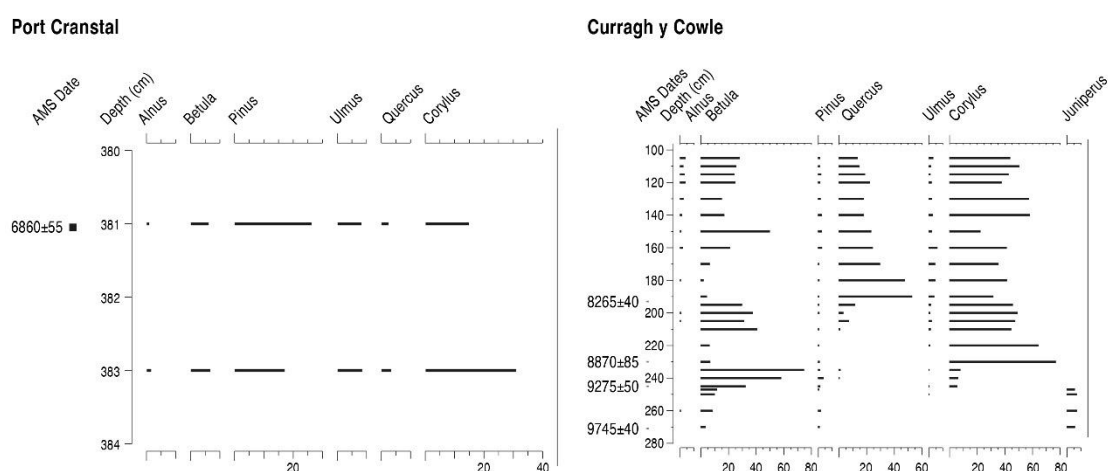 Port Cranstal
AMS Date
Depth (cm)
Alnus
Betula
Pinus
Ulmus
Quercus
Corylus
380
6860±55
381
382
383
384
20
20
40
Curragh y Cowle
AMS Dates
Depth (cm)
Alnus
Betula
Pinus
Quercus
Ulmus
Corylus
Juniperus
100
120
140
160
180
8265±40
200
220
8870±85
240
9275±50
260
9745±40
280
20 40 60 80
20 40 60
20 40 60 80